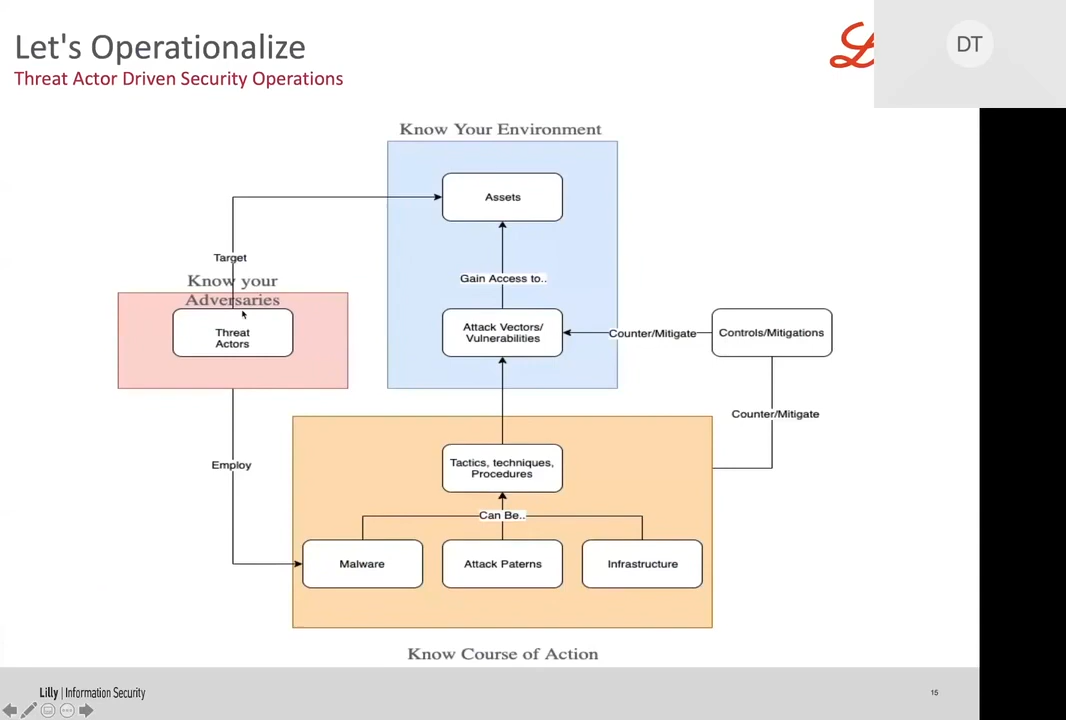 Let's Operationalize
Threat Actor Driven Security Operations
DT
Know Your Environment
Assets
Target
Gain Access to..
Know your
Adversaries
Threat
Actors
Attack Vectors/
Vulnerabilities
Counter/Mitigate
Controls/Mitigations
Counter/Mitigate
Employ
Tactics, techniques,
Procedures
Can Be..
Malware
Attack Paterns
Infrastructure
Know Course of Action
Lilly | Information Security
15